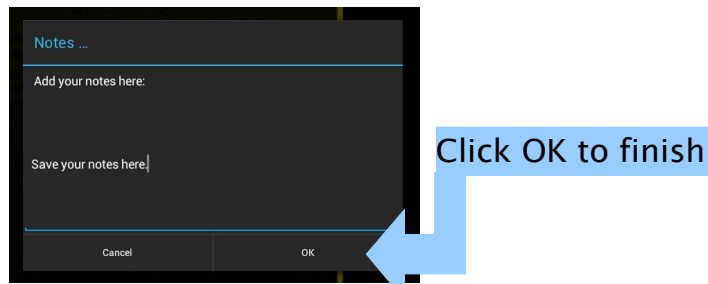 Notes ...
Add your notes here:
Save your notes here.
Click OK to finish
Cancel OK